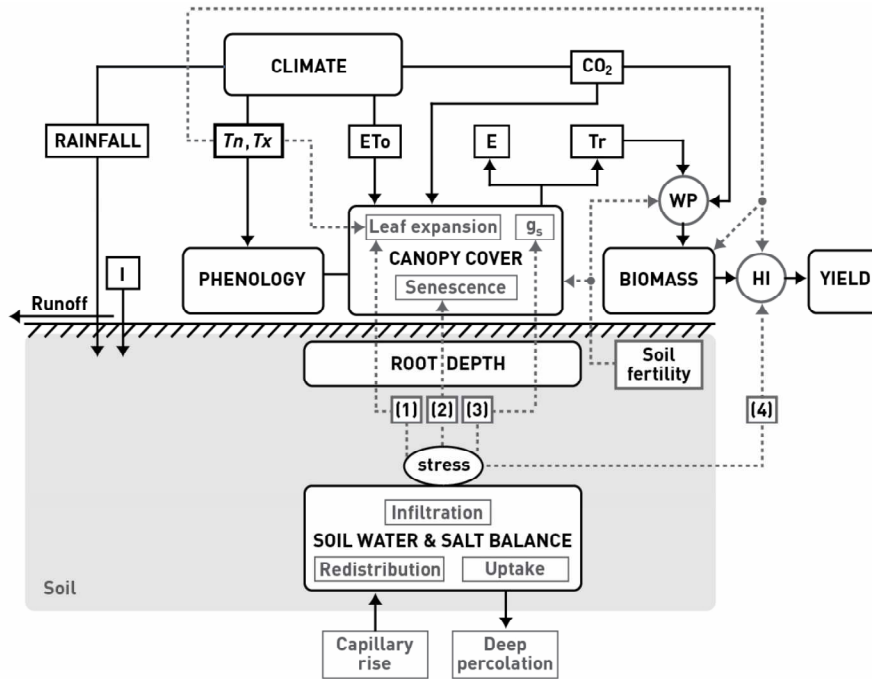 CLIMATE
CO₂
RAINFALL
Tn, Tx
ETo
E
Tr
WP
Leaf expansion
gₛ
CANOPY COVER
Senescence
PHENOLOGY
BIOMASS
HI
YIELD
I
Runoff
ROOT DEPTH
Soil
fertility
(1)
(2)
(3)
(4)
stress
Infiltration
SOIL WATER & SALT BALANCE
Redistribution
Uptake
Soil
Capillary
rise
Deep
percolation